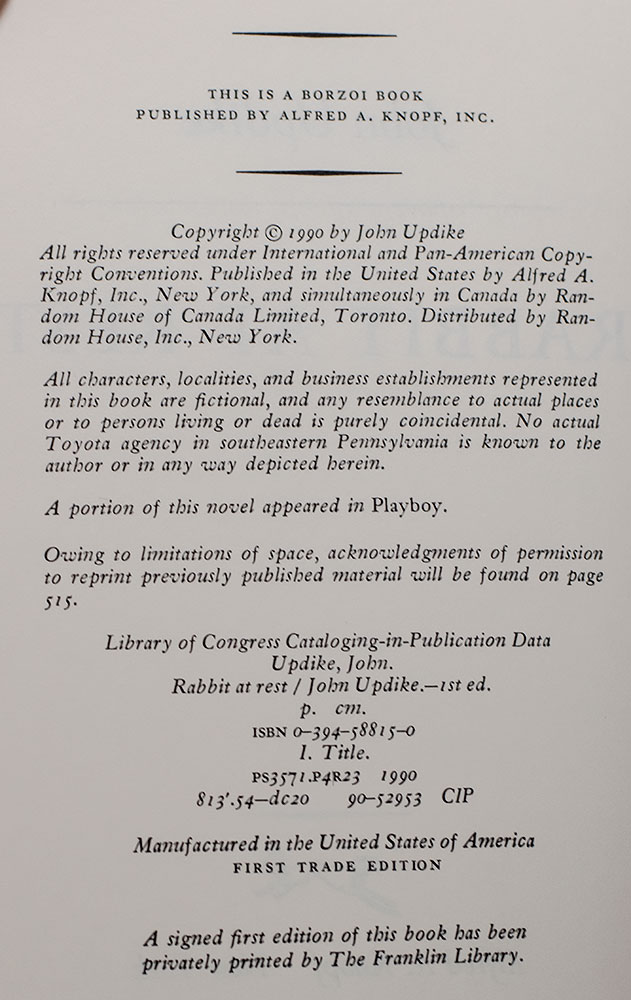 THIS IS A BORZOI BOOK
PUBLISHED BY ALFRED A. KNOPF, INC.
Copyright © 1990 by John Updike
All rights reserved under International and Pan-American Copy-
right Conventions. Published in the United States by Alfred A.
Knopf, Inc., New York, and simultaneously in Canada by Ran-
dom House of Canada Limited, Toronto. Distributed by Ran-
dom House, Inc., New York.
All characters, localities, and business establishments represented
in this book are fictional, and any resemblance to actual places
or to persons living or dead is purely coincidental. No actual
Toyota agency in southeastern Pennsylvania is known to the
author or in any way depicted herein.
A portion of this novel appeared in Playboy.
Owing to limitations of space, acknowledgments of permission
to reprint previously published material will be found on page
515.
Library of Congress Cataloging-in-Publication Data
Updike, John.
Rabbit at rest / John Updike.—1st ed.
p. cm.
ISBN 0-394-58815-0
I. Title.
PS3571.P4R23 1990
813'.54—dc20 90-52953 CIP
Manufactured in the United States of America
FIRST TRADE EDITION
A signed first edition of this book has been
privately printed by The Franklin Library.